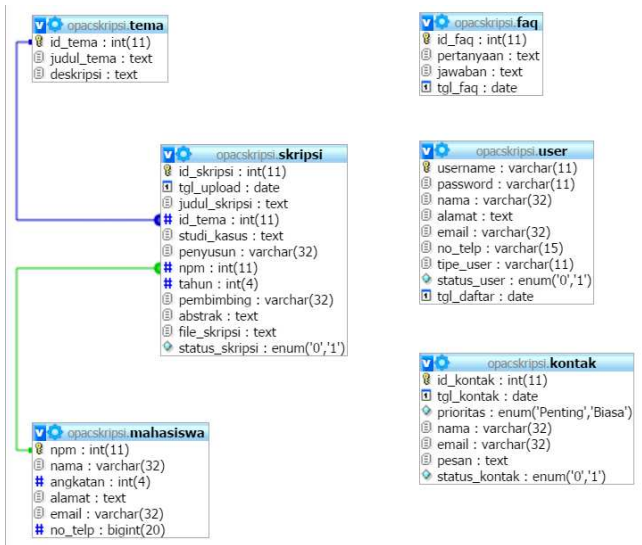 opacskripsi.tema
id_tema : int(11)
judul_tema : text
deskripsi : text
opacskripsi.skripsi
id_skripsi : int(11)
tgl_upload : date
judul_skripsi : text
id_tema : int(11)
studi_kasus : text
penyusun : varchar(32)
npm : int(11)
tahun : int(4)
pembimbing : varchar(32)
abstrak : text
file_skripsi : text
status_skripsi : enum('0','1')
opacskripsi.mahasiswa
npm : int(11)
nama : varchar(32)
angkatan : int(4)
alamat : text
email : varchar(32)
no_telp : bigint(20)
opacskripsi.faq
id_faq : int(11)
pertanyaan : text
jawaban : text
tgl_faq : date
opacskripsi.user
username : varchar(11)
password : varchar(11)
nama : varchar(32)
alamat : text
email : varchar(32)
no_telp : varchar(15)
tipe_user : varchar(11)
status_user : enum('0','1')
tgl_daftar : date
opacskripsi.kontak
id_kontak : int(11)
tgl_kontak : date
prioritas : enum('Penting','Biasa')
nama : varchar(32)
email : varchar(32)
pesan : text
status_kontak : enum('0','1')